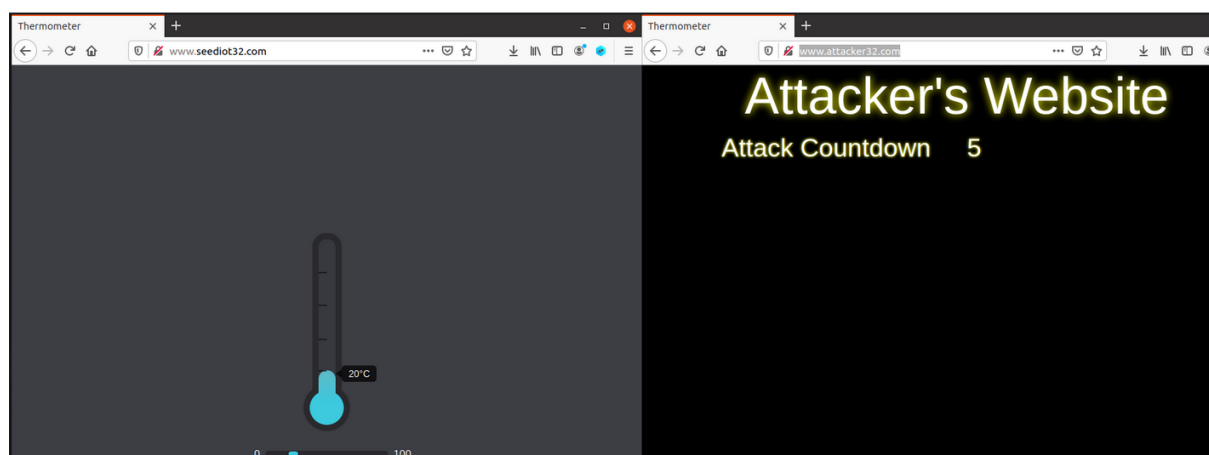 Thermometer
www.seediot32.com
20°C
0 100
Thermometer
www.attacker32.com
Attacker's Website
Attack Countdown 5